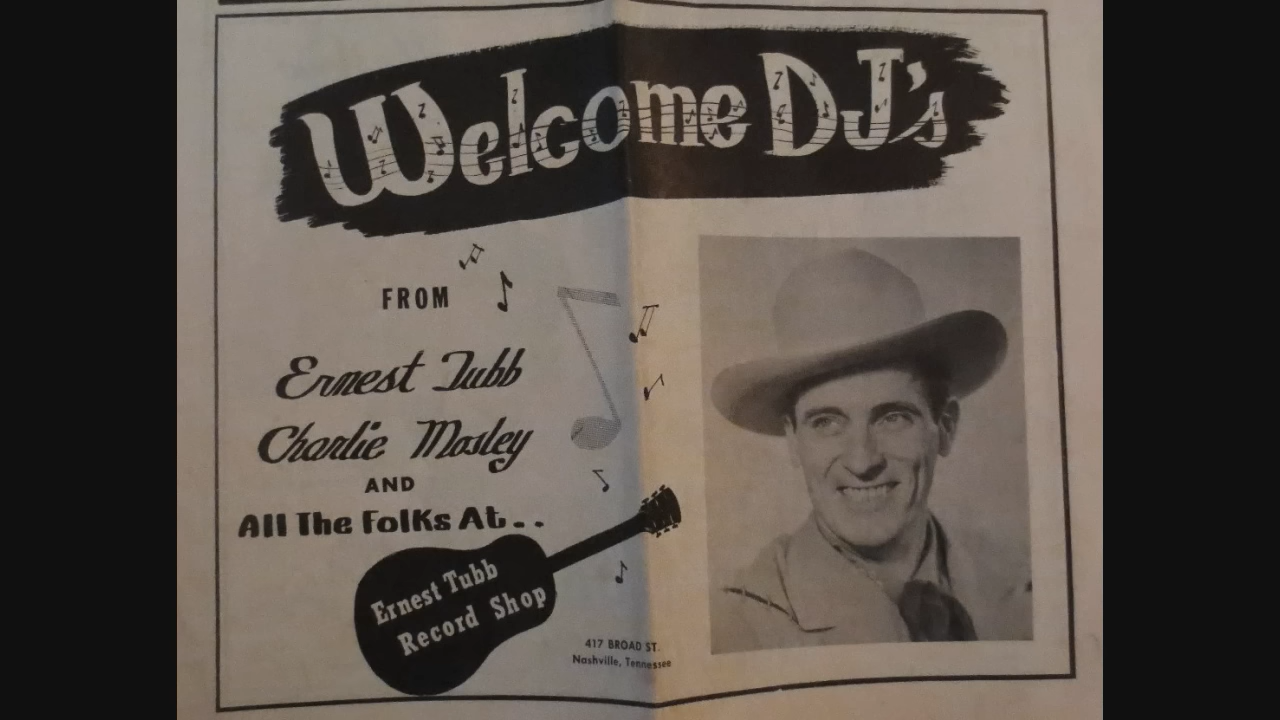 Welcome DJ's
FROM
Ernest Tubb
Charlie Mosley
AND
All The Folks At..
Ernest Tubb
Record Shop
417 BROAD ST.
Nashville, Tennessee